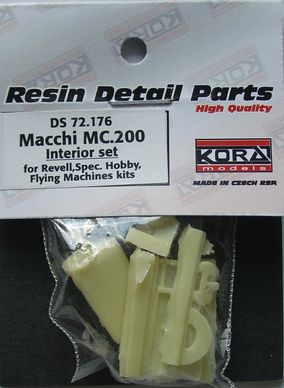 Resin Detail Parts
High Quality
DS 72.176
Macchi MC.200
Interior set
for Revell,Spec. Hobby,
Flying Machines kits
KORA
models
MADE IN CZECH REP.